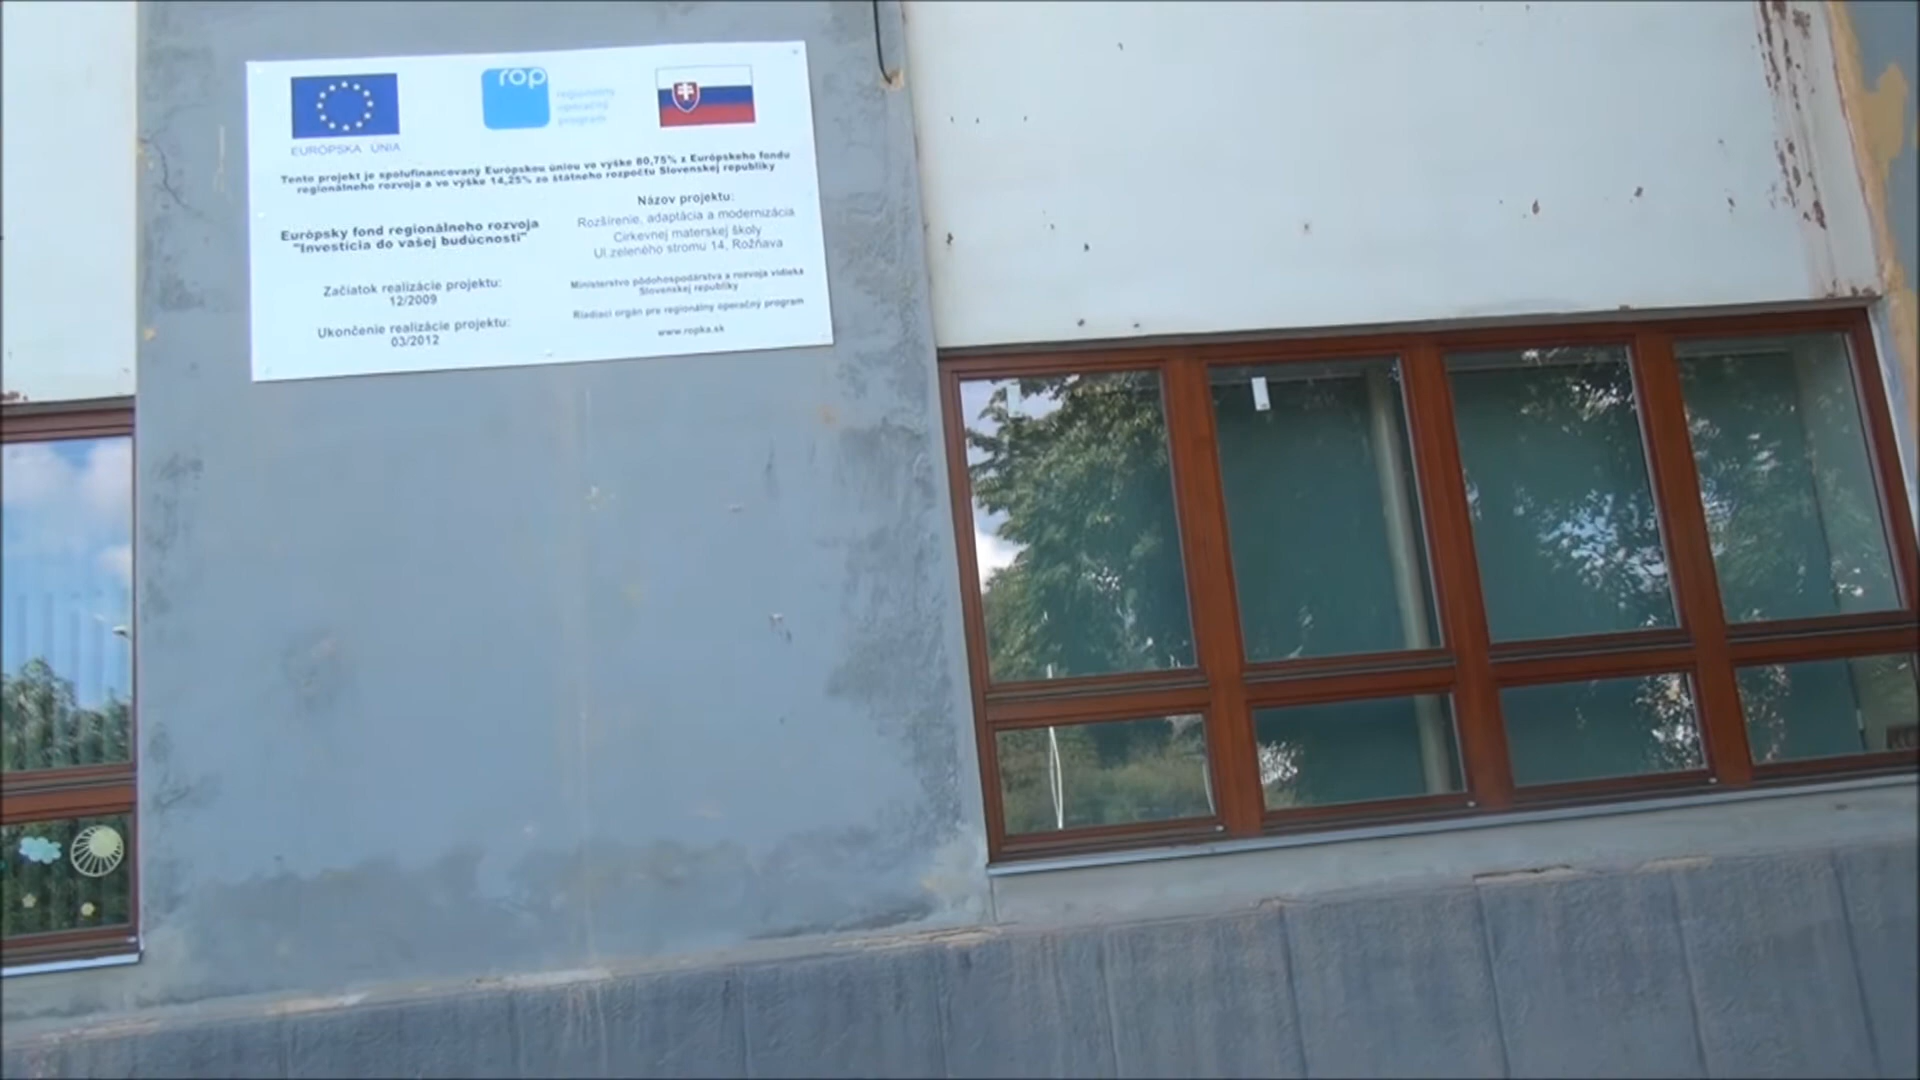 EURÓPSKA ÚNIA
rop
regionálny
operačný
program
Tento projekt je spolufinancovaný Európskou úniou vo výške 80,75% z Európskeho fondu
regionálneho rozvoja a vo výške 14,25% zo štátneho rozpočtu Slovenskej republiky
Európsky fond regionálneho rozvoja
"Investícia do vašej budúcnosti"
Začiatok realizácie projektu:
12/2009
Ukončenie realizácie projektu:
03/2012
Názov projektu:
Rozšírenie, adaptácia a modernizácia
Cirkevnej materskej školy
Ul.zeleného stromu 14, Rožňava
Ministerstvo pôdohospodárstva a rozvoja vidieka
Slovenskej republiky
Riadiaci orgán pre regionálny operačný program
www.ropka.sk